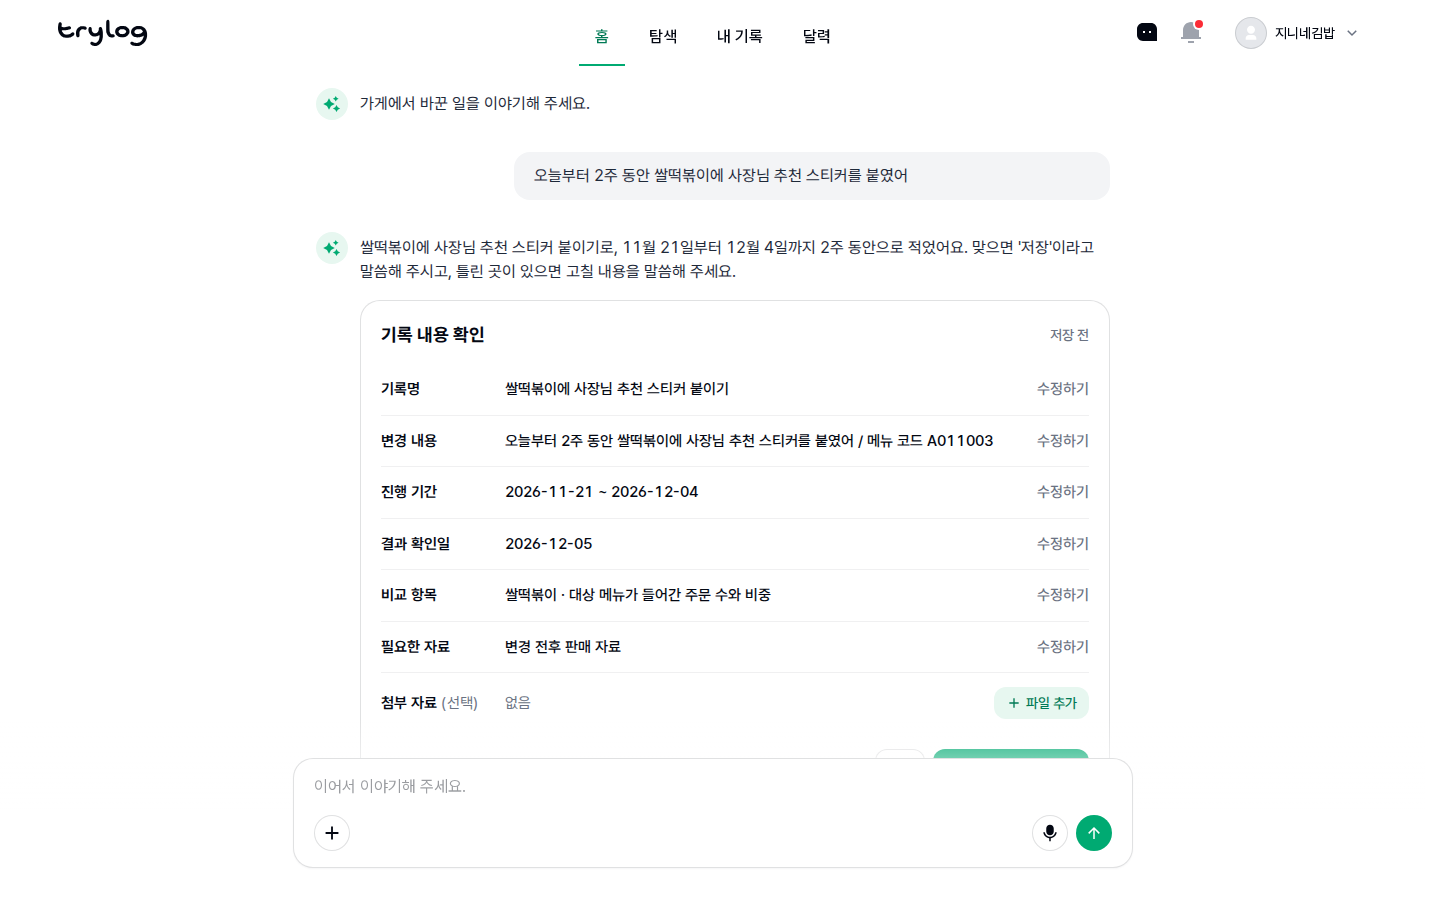 trylog
홈
탐색
내 기록
달력
지니네김밥
가게에서 바꾼 일을 이야기해 주세요.
오늘부터 2주 동안 쌀떡볶이에 사장님 추천 스티커를 붙였어
쌀떡볶이에 사장님 추천 스티커 붙이기로, 11월 21일부터 12월 4일까지 2주 동안으로 적었어요. 맞으면 '저장'이라고
말씀해 주시고, 틀린 곳이 있으면 고칠 내용을 말씀해 주세요.
기록 내용 확인
저장 전
기록명 쌀떡볶이에 사장님 추천 스티커 붙이기 수정하기
변경 내용 오늘부터 2주 동안 쌀떡볶이에 사장님 추천 스티커를 붙였어 / 메뉴 코드 A011003 수정하기
진행 기간 2026-11-21 ~ 2026-12-04 수정하기
결과 확인일 2026-12-05 수정하기
비교 항목 쌀떡볶이 · 대상 메뉴가 들어간 주문 수와 비중 수정하기
필요한 자료 변경 전후 판매 자료 수정하기
첨부 자료 (선택) 없음 + 파일 추가
이어서 이야기해 주세요.